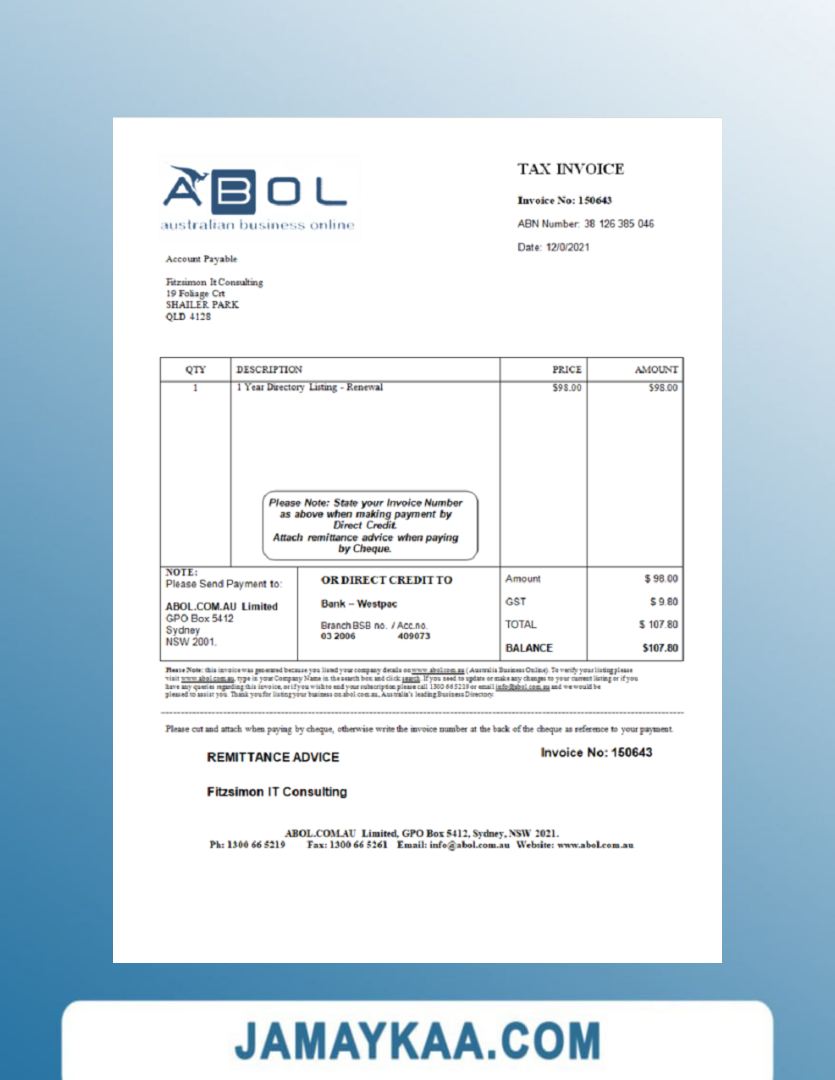 ABOL
australian business online
TAX INVOICE
Invoice No: 150643
ABN Number: 38 126 385 046
Date: 12/0/2021
Account Payable
Fitzsimon It Consulting
19 Foliage Crt
SHAILER PARK
QLD 4128
QTY DESCRIPTION PRICE AMOUNT
1 1 Year Directory Listing - Renewal $98.00 $98.00
Please Note: State your Invoice Number
as above when making payment by
Direct Credit.
Attach remittance advice when paying
by Cheque.
NOTE:
Please Send Payment to:
ABOL.COM.AU Limited
GPO Box 5412
Sydney
NSW 2001.
OR DIRECT CREDIT TO
Bank – Westpac
Branch BSB no. / Acc.no.
03 2006 409073
Amount $ 98.00
GST $ 9.80
TOTAL $ 107.80
BALANCE $107.80
Please Note: this invoice was generated because you listed your company details on www.abol.com.au ( Australia Business Online). To verify your listing please
visit www.abol.com.au, type in your Company Name in the search box and click search. If you need to update or make any changes to your current listing or if you
have any queries regarding this invoice, or if you wish to end your subscription please call 1300 66 5219 or email info@abol.com.au and we would be
pleased to assist you. Thank you for listing your business on abol.com.au, Australia's leading Business Directory.
Please cut and attach when paying by cheque, otherwise write the invoice number at the back of the cheque as reference to your payment.
REMITTANCE ADVICE Invoice No: 150643
Fitzsimon IT Consulting
ABOL.COM.AU Limited, GPO Box 5412, Sydney, NSW 2021.
Ph: 1300 66 5219 Fax: 1300 66 5261 Email: info@abol.com.au Website: www.abol.com.au
JAMAYKAA.COM